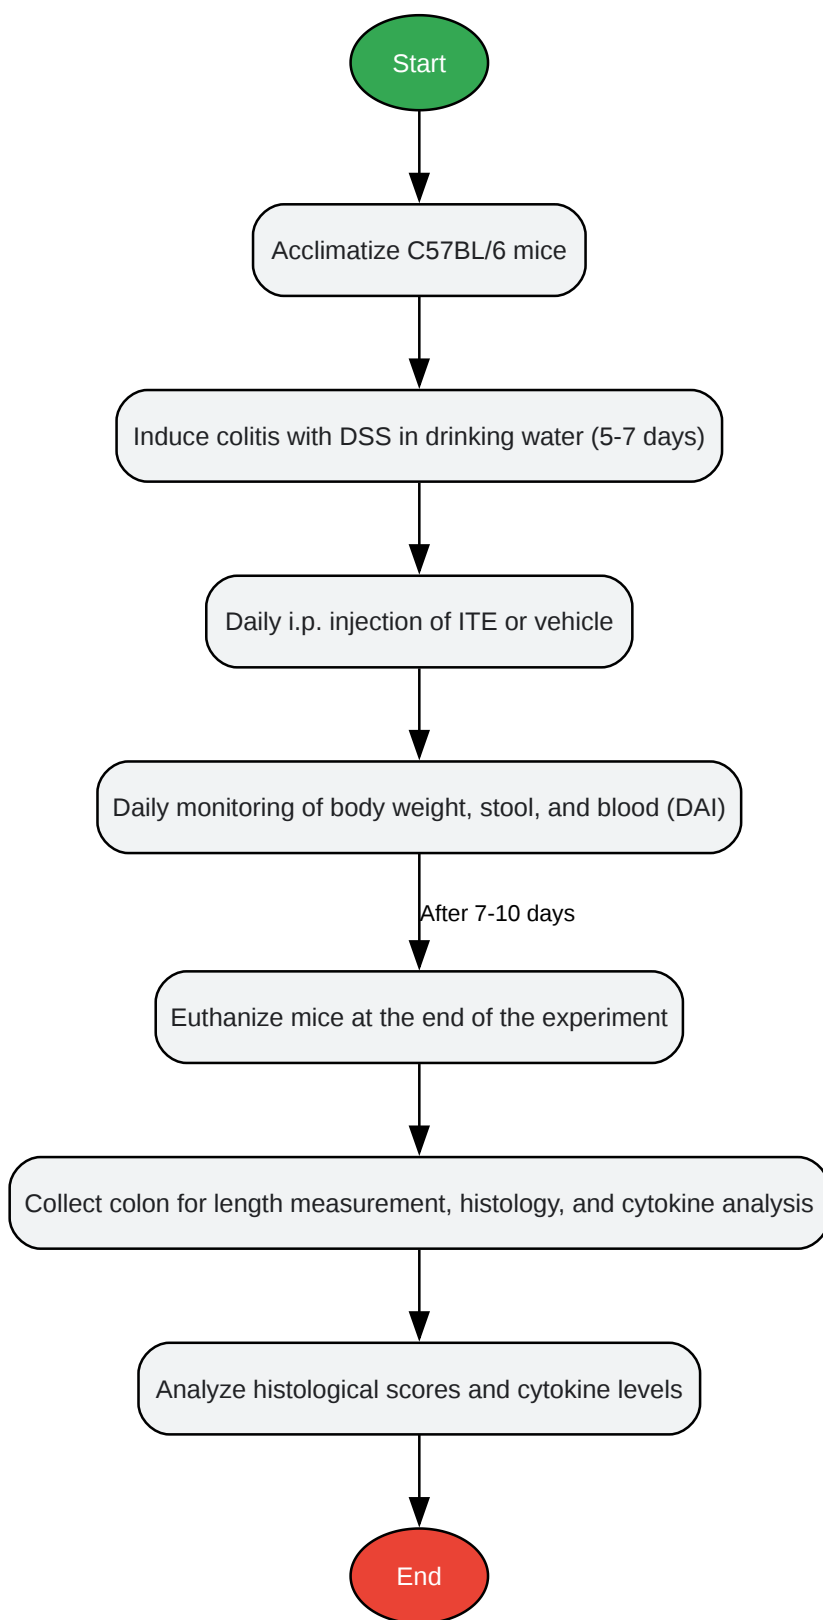 Start
Acclimatize C57BL/6 mice
Induce colitis with DSS in drinking water (5-7 days)
Daily i.p. injection of ITE or vehicle
Daily monitoring of body weight, stool, and blood (DAI)
After 7-10 days
Euthanize mice at the end of the experiment
Collect colon for length measurement, histology, and cytokine analysis
Analyze histological scores and cytokine levels
End